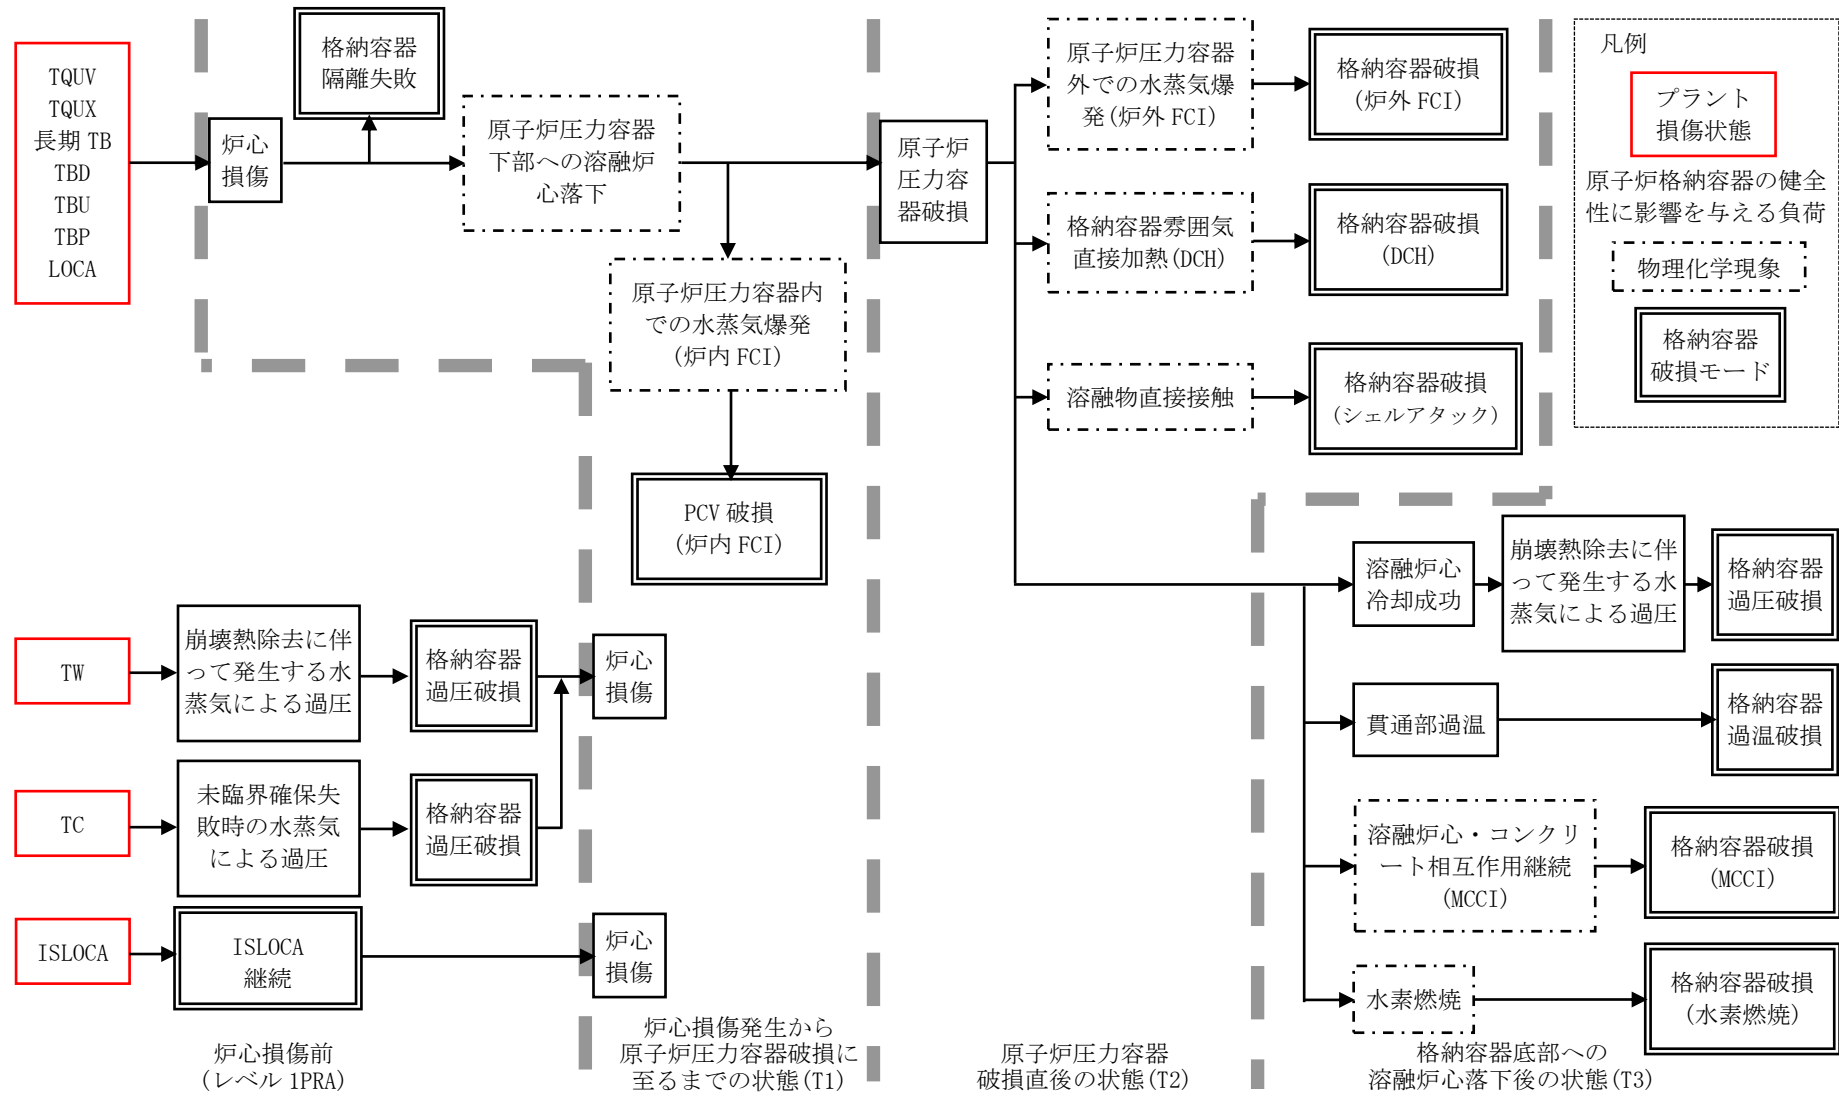 TQUV
TQUX
長期 TB
TBD
TBU
TBP
LOCA
炉心
損傷
格納容器
隔離失敗
原子炉圧力容器
下部への溶融炉
心落下
原子炉圧力容器内
での水蒸気爆発
(炉内 FCI)
PCV 破損
(炉内 FCI)
原子炉
圧力容
器破損
原子炉圧力容器
外での水蒸気爆
発(炉外 FCI)
格納容器破損
(炉外 FCI)
格納容器雰囲気
直接加熱(DCH)
格納容器破損
(DCH)
溶融物直接接触
格納容器破損
(シェルアタック)
凡例
プラント
損傷状態
原子炉格納容器の健全
性に影響を与える負荷
物理化学現象
格納容器
破損モード
溶融炉心
冷却成功
崩壊熱除去に伴
って発生する水
蒸気による過圧
格納容器
過圧破損
貫通部過温
格納容器
過温破損
溶融炉心・コンクリ
ート相互作用継続
(MCCI)
格納容器破損
(MCCI)
水素燃焼
格納容器破損
(水素燃焼)
TW
崩壊熱除去に伴
って発生する水
蒸気による過圧
格納容器
過圧破損
炉心
損傷
TC
未臨界確保失
敗時の水蒸気
による過圧
格納容器
過圧破損
ISLOCA
ISLOCA
継続
炉心
損傷
炉心損傷前
(レベル 1PRA)
炉心損傷発生から
原子炉圧力容器破損に
至るまでの状態(T1)
原子炉圧力容器
破損直後の状態(T2)
格納容器底部への
溶融炉心落下後の状態(T3)